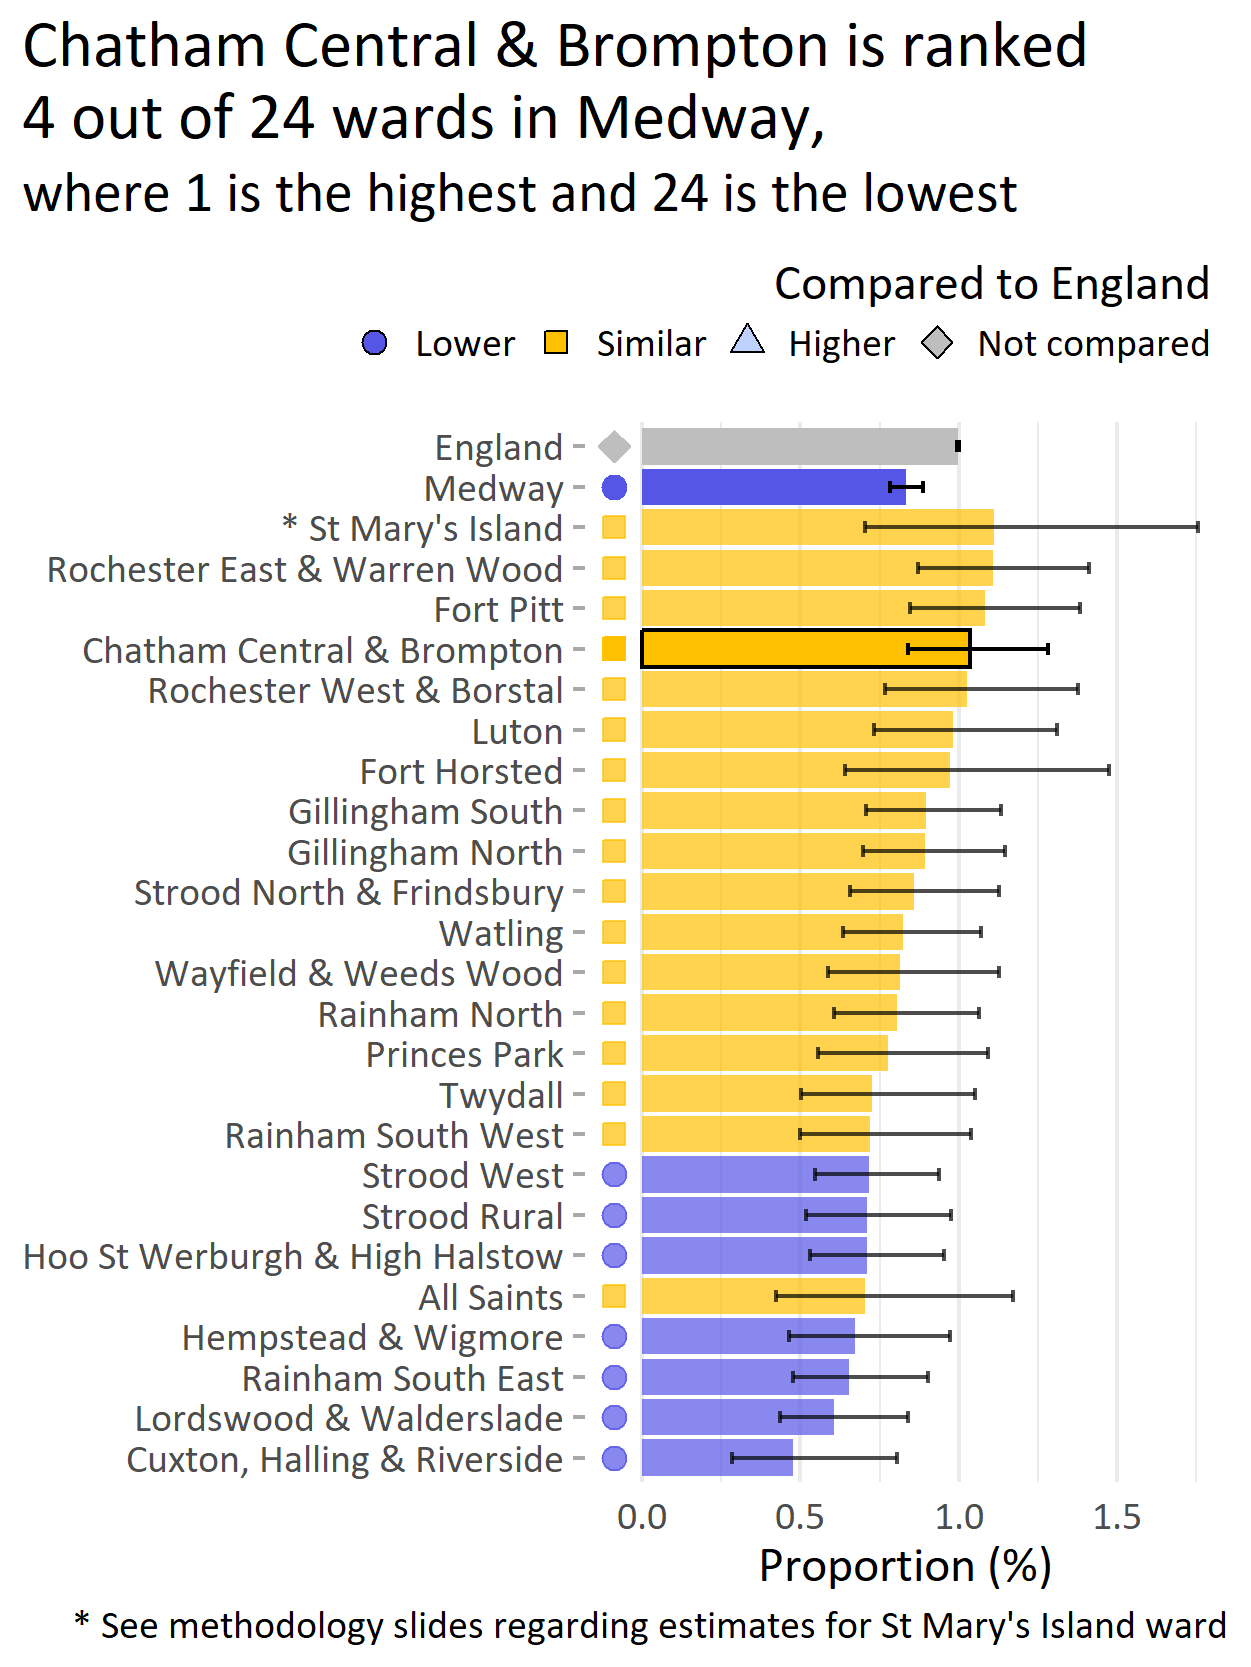 Chatham Central & Brompton is ranked
4 out of 24 wards in Medway,
where 1 is the highest and 24 is the lowest
Compared to England
Lower Similar Higher Not compared
England
Medway
* St Mary's Island
Rochester East & Warren Wood
Fort Pitt
Chatham Central & Brompton
Rochester West & Borstal
Luton
Fort Horsted
Gillingham South
Gillingham North
Strood North & Frindsbury
Watling
Wayfield & Weeds Wood
Rainham North
Princes Park
Twydall
Rainham South West
Strood West
Strood Rural
Hoo St Werburgh & High Halstow
All Saints
Hempstead & Wigmore
Rainham South East
Lordswood & Walderslade
Cuxton, Halling & Riverside
0.0 0.5 1.0 1.5
Proportion (%)
* See methodology slides regarding estimates for St Mary's Island ward